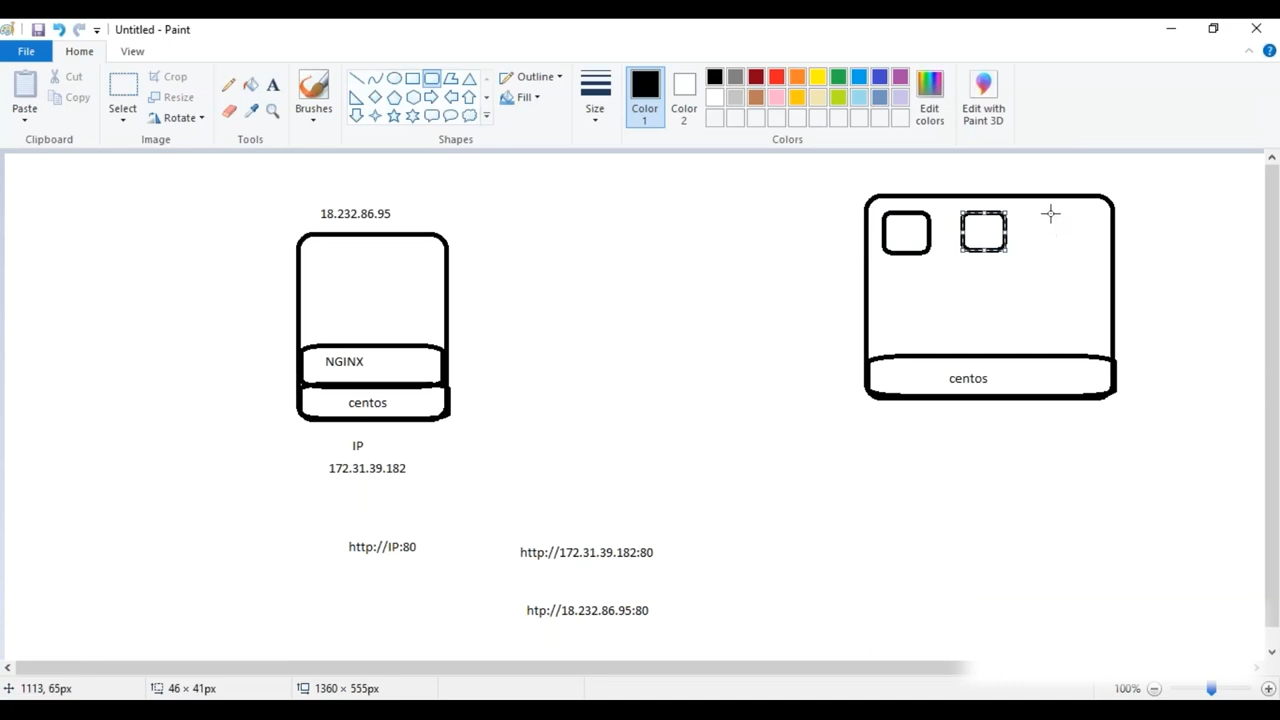 Untitled - Paint
File
Home
View
Paste
Cut
Copy
Clipboard
Select
Crop
Resize
Rotate
Image
A
Tools
Brushes
Outline
Fill
Shapes
Size
Color 1
Color 2
Edit colors
Colors
Edit with Paint 3D
18.232.86.95
NGINX
centos
IP
172.31.39.182
http://IP:80
http://172.31.39.182:80
htp://18.232.86.95:80
centos
1113, 65px
46 × 41px
1360 × 555px
100%